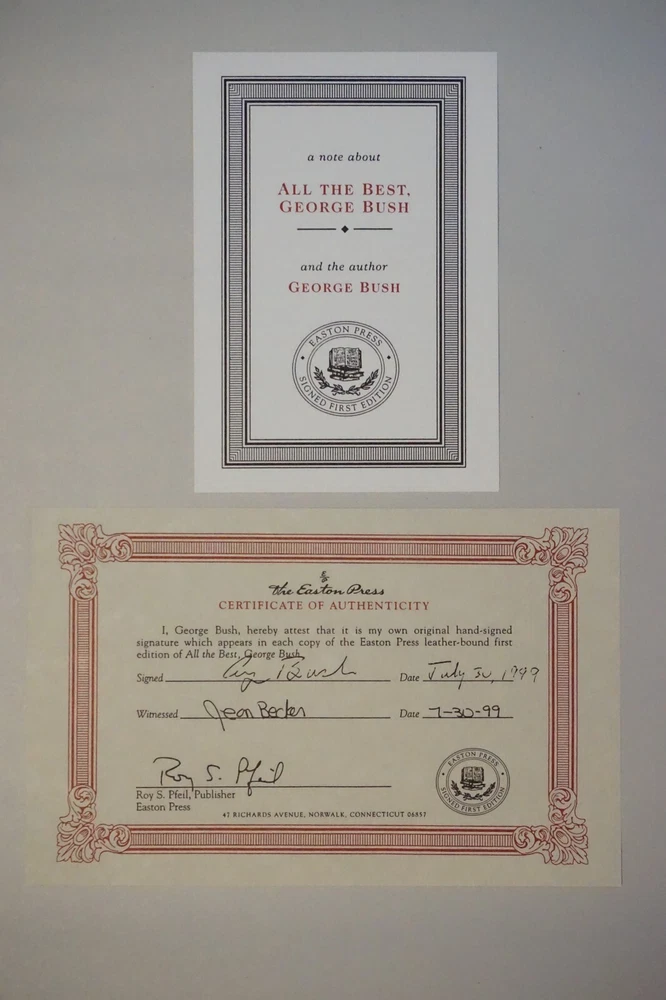 a note about
ALL THE BEST,
GEORGE BUSH
and the author
GEORGE BUSH
EASTON PRESS
SIGNED FIRST EDITION
The Easton Press
CERTIFICATE OF AUTHENTICITY
I, George Bush, hereby attest that it is my own original hand-signed
signature which appears in each copy of the Easton Press leather-bound first
edition of All the Best, George Bush.
Signed G Bush Date July 30, 1999
Witnessed Jean Becker Date 7-30-99
Roy S. Pfeil
Roy S. Pfeil, Publisher
Easton Press
47 RICHARDS AVENUE, NORWALK, CONNECTICUT 06857
EASTON PRESS
SIGNED FIRST EDITION